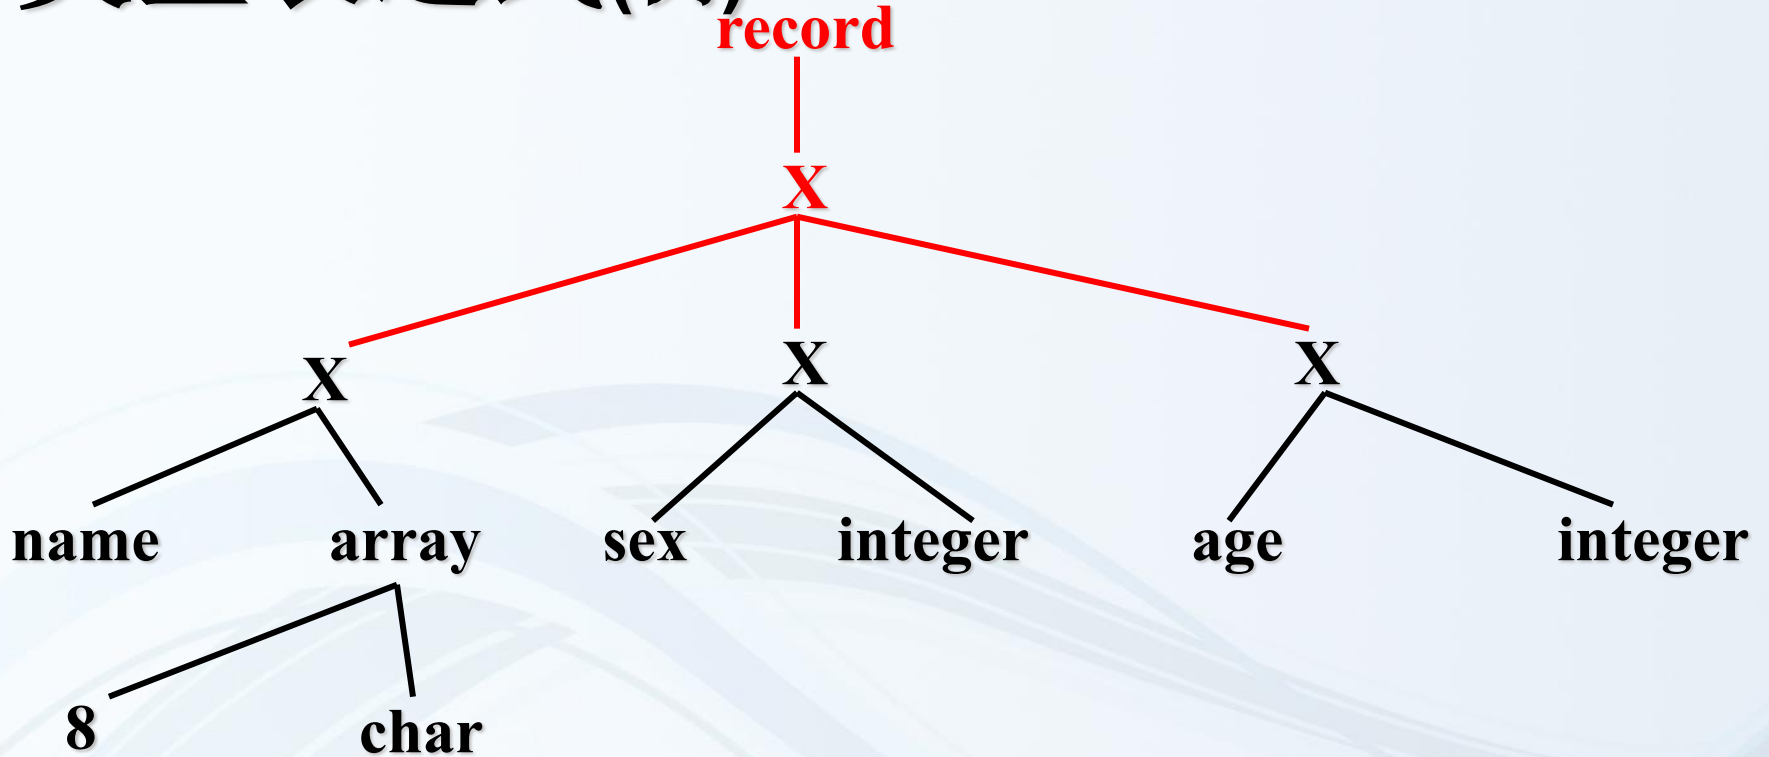 record
X
X X X
name array sex integer age integer
8 char